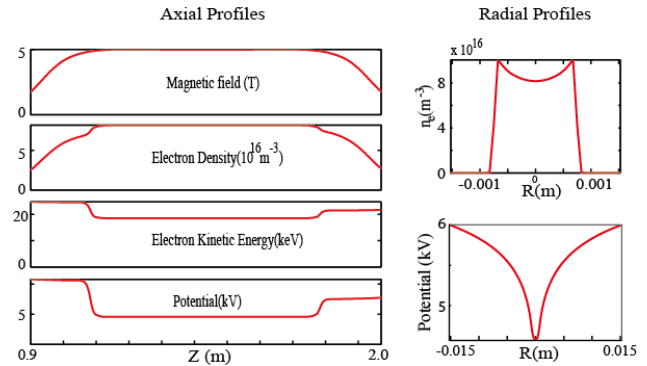 Axial Profiles
5
Magnetic field (T)
0
5
Electron Density(10^16 m^-3)
0
20
Electron Kinetic Energy(keV)
0
5
Potential(kV)
0.9
Z (m)
2.0
Radial Profiles
x 10^16
8
4
0
n_e(m^-3)
-0.001
0
0.001
R(m)
6
5
Potential (kV)
-0.015
R(m)
0.015